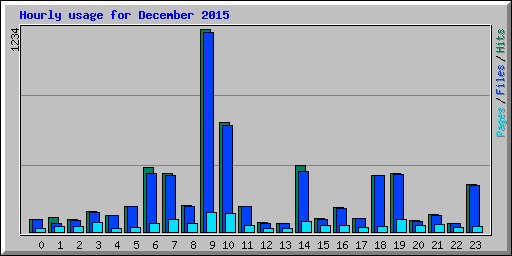 Hourly usage for December 2015
1234
Pages / Files / Hits
0 1 2 3 4 5 6 7 8 9 10 11 12 13 14 15 16 17 18 19 20 21 22 23